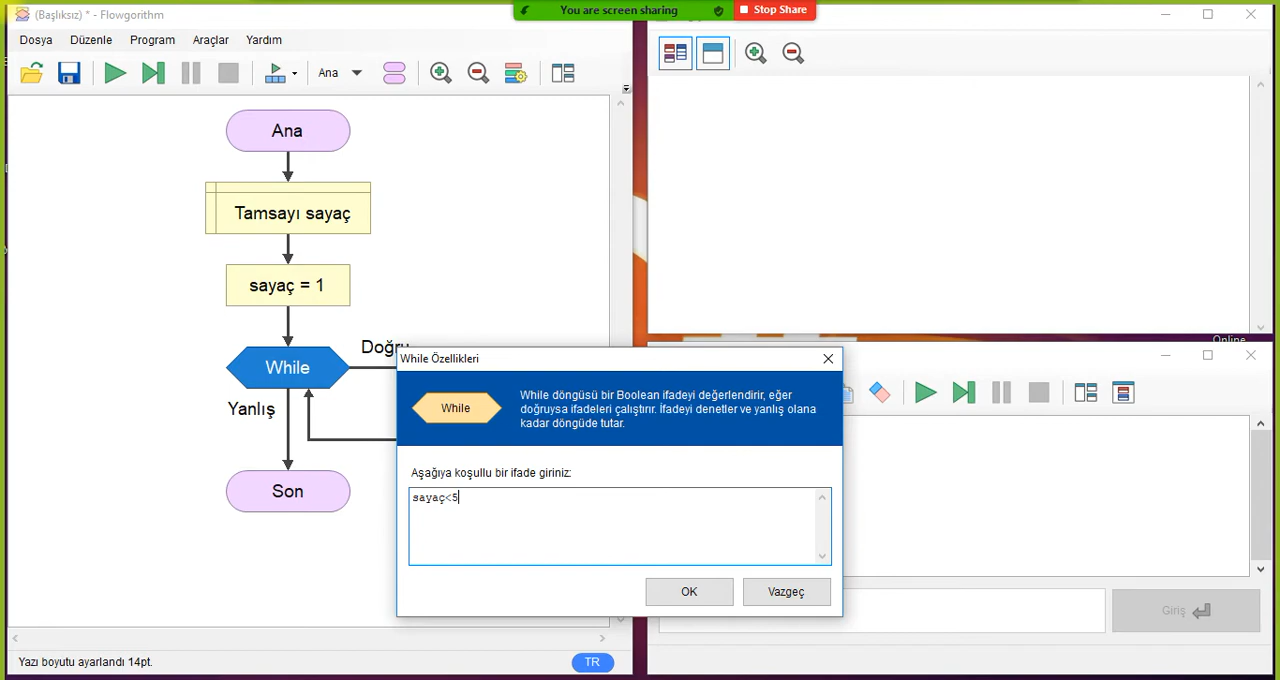 You are screen sharing
Stop Share
(Başlıksız) * - Flowgorithm
Dosya Düzenle Program Araçlar Yardım
Ana
Ana
Tamsayı sayaç
sayaç = 1
While
Doğru
Yanlış
Son
Online
While Özellikleri
While
While döngüsü bir Boolean ifadeyi değerlendirir, eğer
doğruysa ifadeleri çalıştırır. İfadeyi denetler ve yanlış olana
kadar döngüde tutar.
Aşağıya koşullu bir ifade giriniz:
sayaç<5
OK Vazgeç
Giriş
Yazı boyutu ayarlandı 14pt.
TR